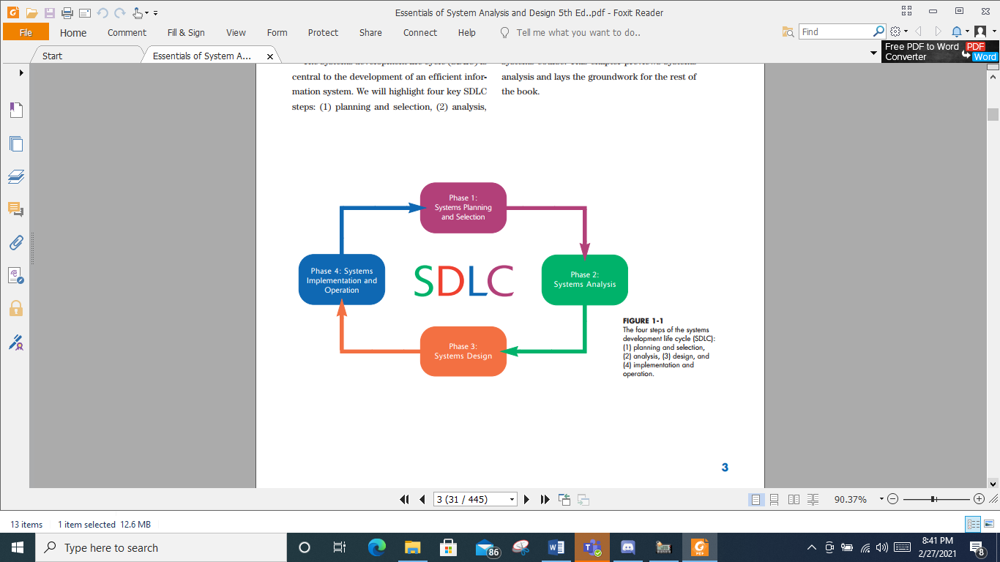 Essentials of System Analysis and Design 5th Ed..pdf - Foxit Reader
File Home Comment Fill & Sign View Form Protect Share Connect Help Tell me what you want to do.. Find
Start
Essentials of System A...
Free PDF to Word Converter
PDF
Word
central to the development of an efficient infor-
mation system. We will highlight four key SDLC
steps: (1) planning and selection, (2) analysis,
analysis and lays the groundwork for the rest of
the book.
Phase 1:
Systems Planning
and Selection
Phase 4: Systems
Implementation and
Operation
SDLC
Phase 2:
Systems Analysis
Phase 3:
Systems Design
FIGURE 1-1
The four steps of the systems
development life cycle (SDLC):
(1) planning and selection,
(2) analysis, (3) design, and
(4) implementation and
operation.
3
3 (31 / 445)
90.37%
13 items 1 item selected 12.6 MB
Type here to search
86
8:41 PM
2/27/2021
8